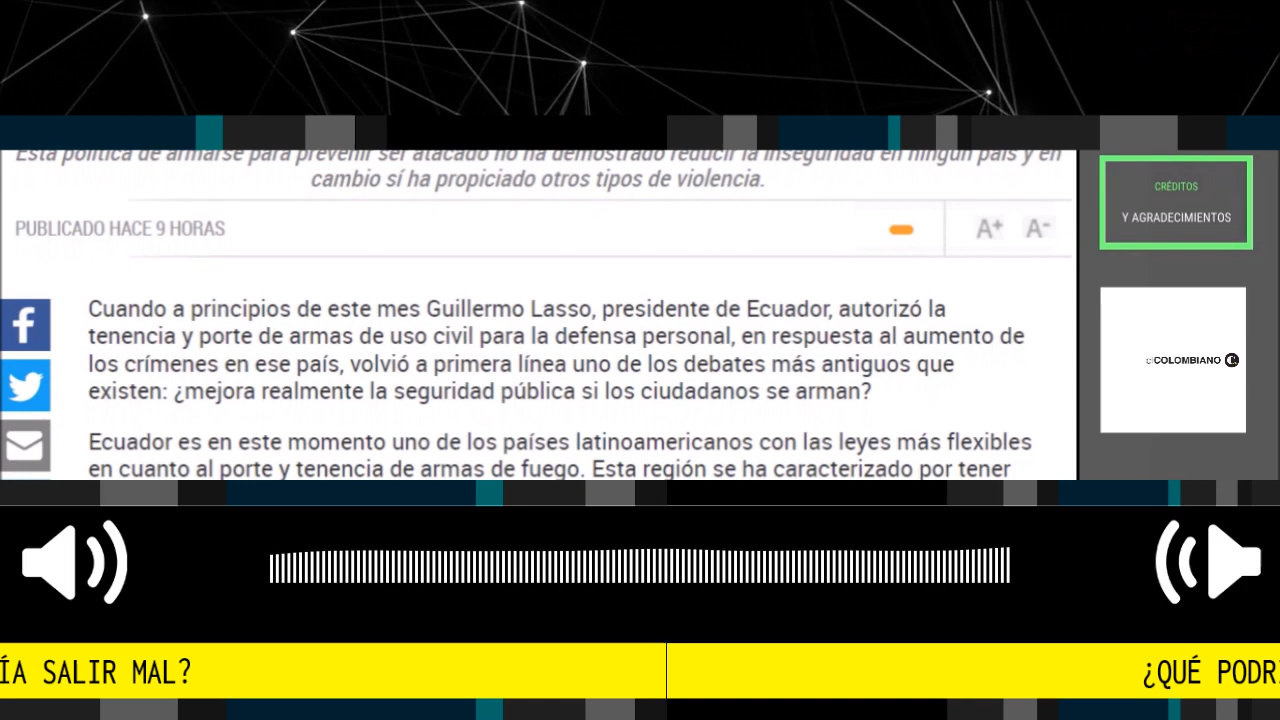 Esta política de armarse para prevenir ser atacado no ha demostrado reducir la inseguridad en ningún país y en
cambio sí ha propiciado otros tipos de violencia.
PUBLICADO HACE 9 HORAS
A+ A-
Cuando a principios de este mes Guillermo Lasso, presidente de Ecuador, autorizó la
tenencia y porte de armas de uso civil para la defensa personal, en respuesta al aumento de
los crímenes en ese país, volvió a primera línea uno de los debates más antiguos que
existen: ¿mejora realmente la seguridad pública si los ciudadanos se arman?
Ecuador es en este momento uno de los países latinoamericanos con las leyes más flexibles
en cuanto al porte y tenencia de armas de fuego. Esta región se ha caracterizado por tener
CRÉDITOS
Y AGRADECIMIENTOS
elCOLOMBIANO
ÍA SALIR MAL?
¿QUÉ PODRÍ